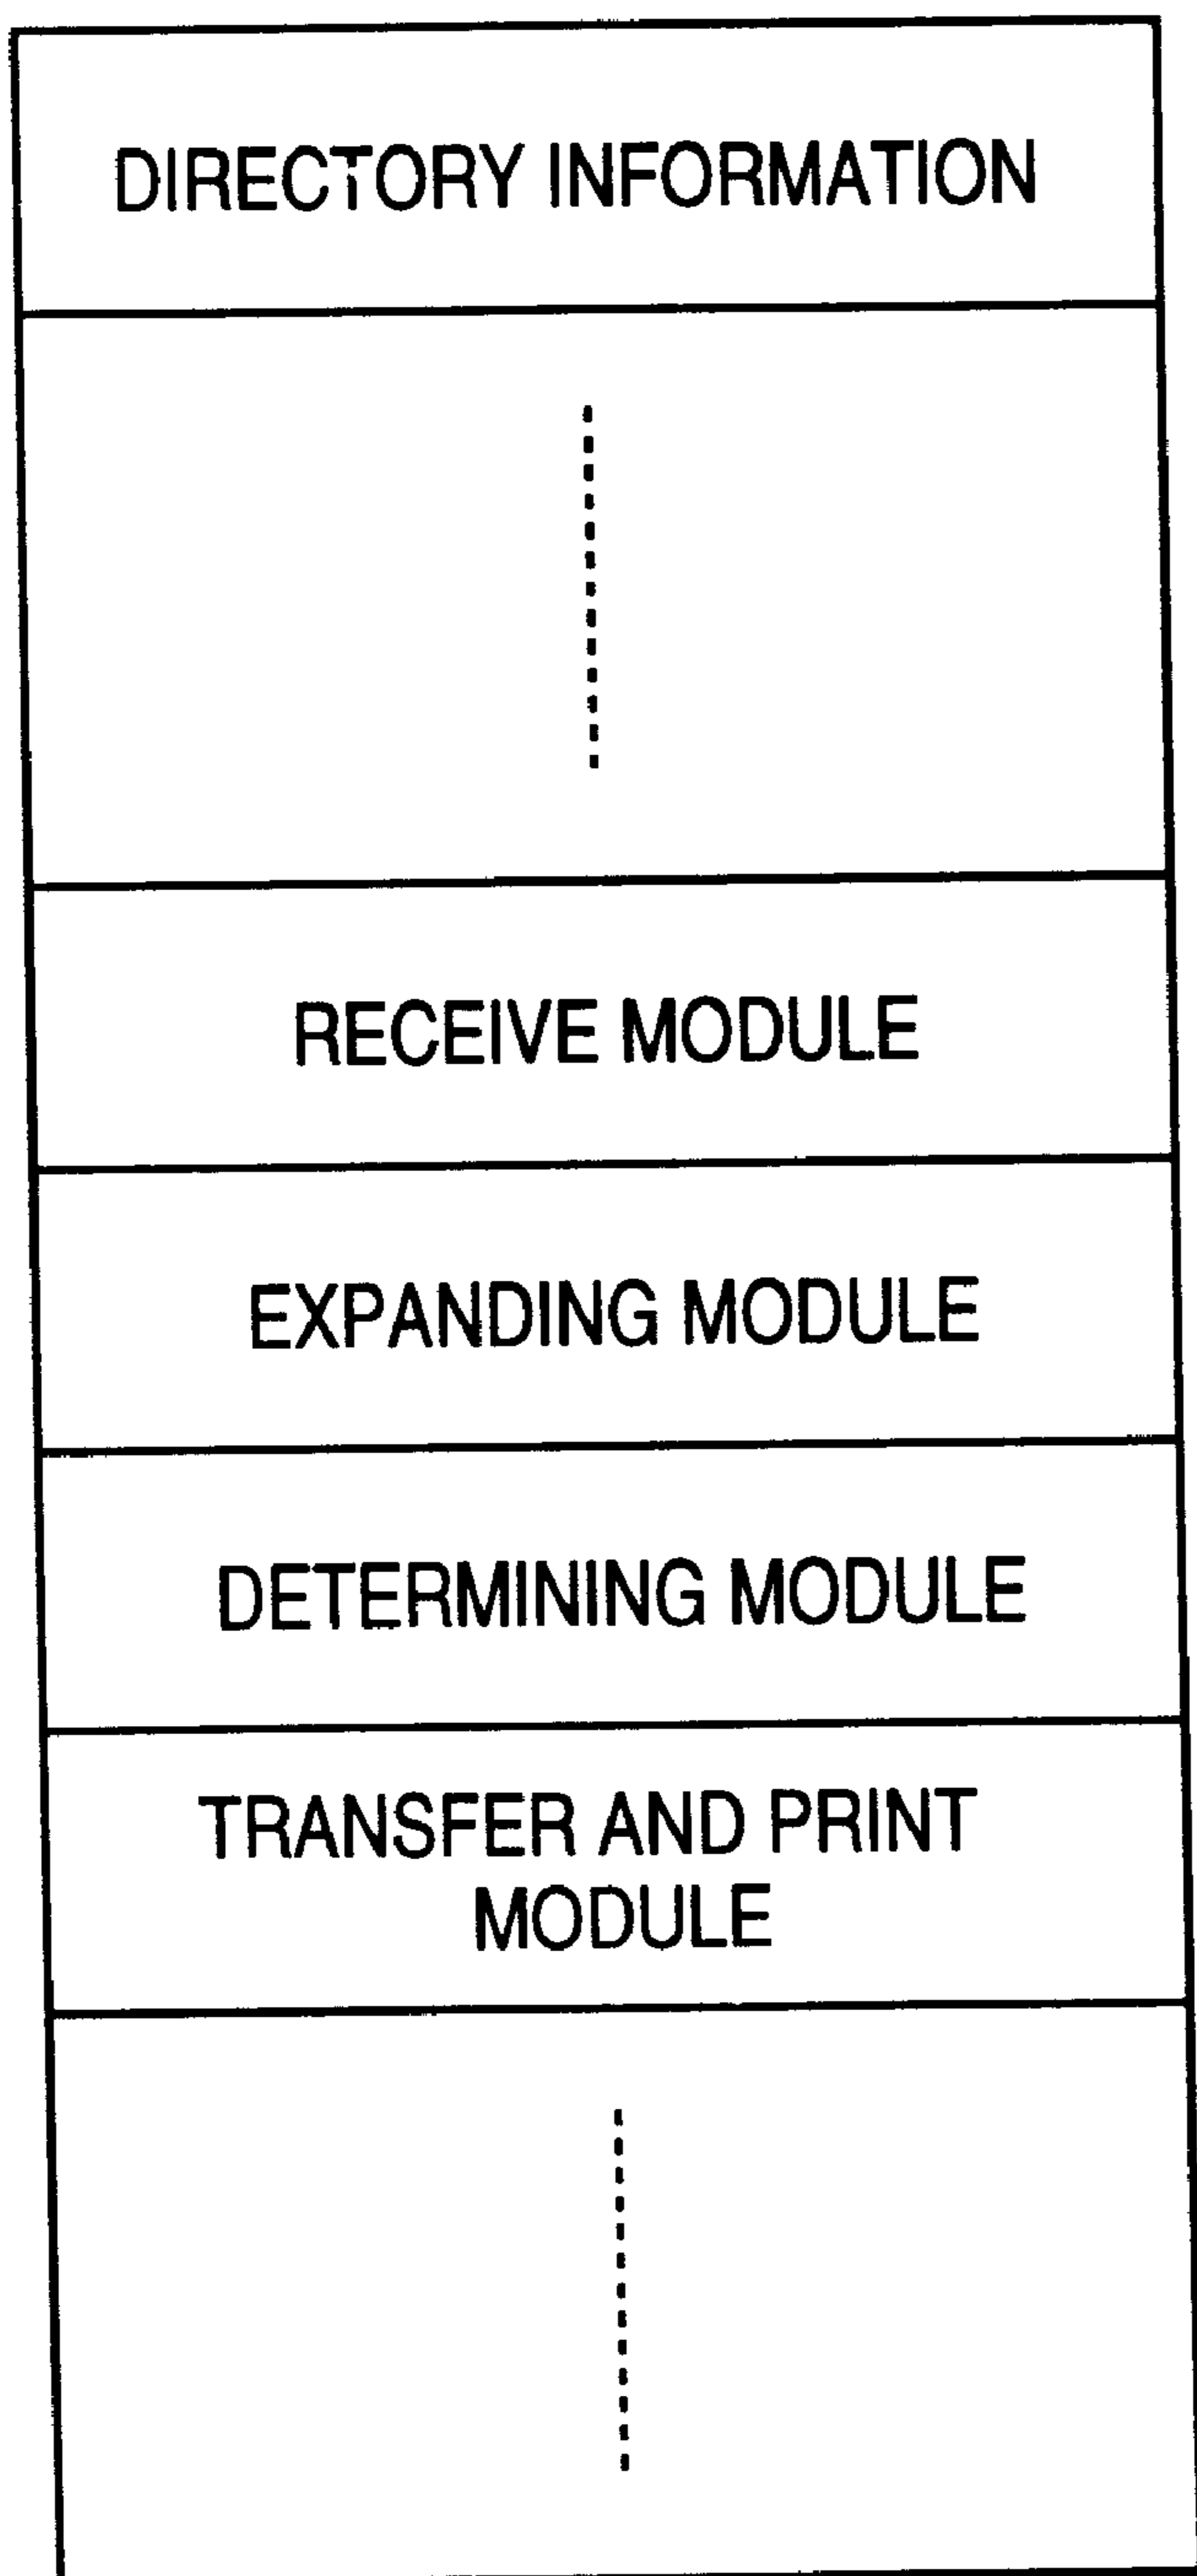 DIRECTORY INFORMATION
RECEIVE MODULE
EXPANDING MODULE
DETERMINING MODULE
TRANSFER AND PRINT
MODULE